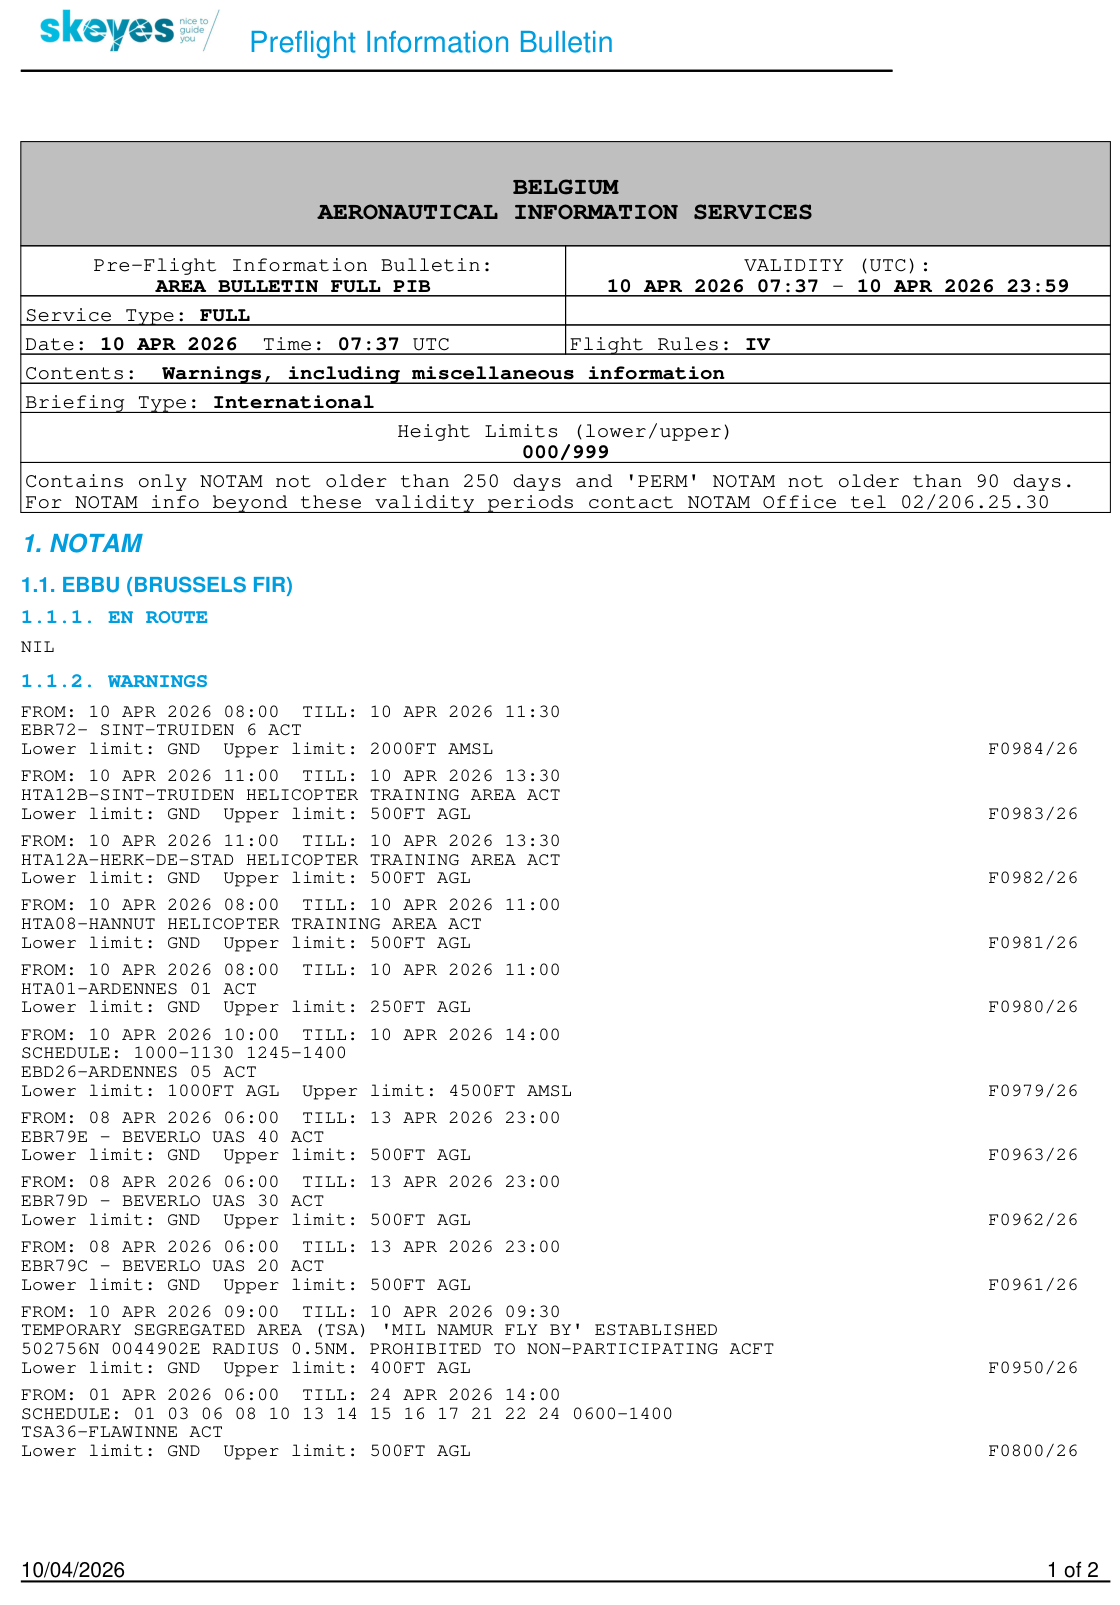 skeyes nice to guide you
Preflight Information Bulletin
BELGIUM
AERONAUTICAL INFORMATION SERVICES
Pre-Flight Information Bulletin:
AREA BULLETIN FULL PIB
VALIDITY (UTC):
10 APR 2026 07:37 - 10 APR 2026 23:59
Service Type: FULL
Date: 10 APR 2026  Time: 07:37 UTC
Flight Rules: IV
Contents:  Warnings, including miscellaneous information
Briefing Type: International
Height Limits (lower/upper)
000/999
Contains only NOTAM not older than 250 days and 'PERM' NOTAM not older than 90 days.
For NOTAM info beyond these validity periods contact NOTAM Office tel 02/206.25.30
1. NOTAM
1.1. EBBU (BRUSSELS FIR)
1.1.1. EN ROUTE
NIL
1.1.2. WARNINGS
FROM: 10 APR 2026 08:00  TILL: 10 APR 2026 11:30
EBR72- SINT-TRUIDEN 6 ACT
Lower limit: GND  Upper limit: 2000FT AMSL F0984/26
FROM: 10 APR 2026 11:00  TILL: 10 APR 2026 13:30
HTA12B-SINT-TRUIDEN HELICOPTER TRAINING AREA ACT
Lower limit: GND  Upper limit: 500FT AGL F0983/26
FROM: 10 APR 2026 11:00  TILL: 10 APR 2026 13:30
HTA12A-HERK-DE-STAD HELICOPTER TRAINING AREA ACT
Lower limit: GND  Upper limit: 500FT AGL F0982/26
FROM: 10 APR 2026 08:00  TILL: 10 APR 2026 11:00
HTA08-HANNUT HELICOPTER TRAINING AREA ACT
Lower limit: GND  Upper limit: 500FT AGL F0981/26
FROM: 10 APR 2026 08:00  TILL: 10 APR 2026 11:00
HTA01-ARDENNES 01 ACT
Lower limit: GND  Upper limit: 250FT AGL F0980/26
FROM: 10 APR 2026 10:00  TILL: 10 APR 2026 14:00
SCHEDULE: 1000-1130 1245-1400
EBD26-ARDENNES 05 ACT
Lower limit: 1000FT AGL  Upper limit: 4500FT AMSL F0979/26
FROM: 08 APR 2026 06:00  TILL: 13 APR 2026 23:00
EBR79E - BEVERLO UAS 40 ACT
Lower limit: GND  Upper limit: 500FT AGL F0963/26
FROM: 08 APR 2026 06:00  TILL: 13 APR 2026 23:00
EBR79D - BEVERLO UAS 30 ACT
Lower limit: GND  Upper limit: 500FT AGL F0962/26
FROM: 08 APR 2026 06:00  TILL: 13 APR 2026 23:00
EBR79C - BEVERLO UAS 20 ACT
Lower limit: GND  Upper limit: 500FT AGL F0961/26
FROM: 10 APR 2026 09:00  TILL: 10 APR 2026 09:30
TEMPORARY SEGREGATED AREA (TSA) 'MIL NAMUR FLY BY' ESTABLISHED
502756N 0044902E RADIUS 0.5NM. PROHIBITED TO NON-PARTICIPATING ACFT
Lower limit: GND  Upper limit: 400FT AGL F0950/26
FROM: 01 APR 2026 06:00  TILL: 24 APR 2026 14:00
SCHEDULE: 01 03 06 08 10 13 14 15 16 17 21 22 24 0600-1400
TSA36-FLAWINNE ACT
Lower limit: GND  Upper limit: 500FT AGL F0800/26
10/04/2026 1 of 2